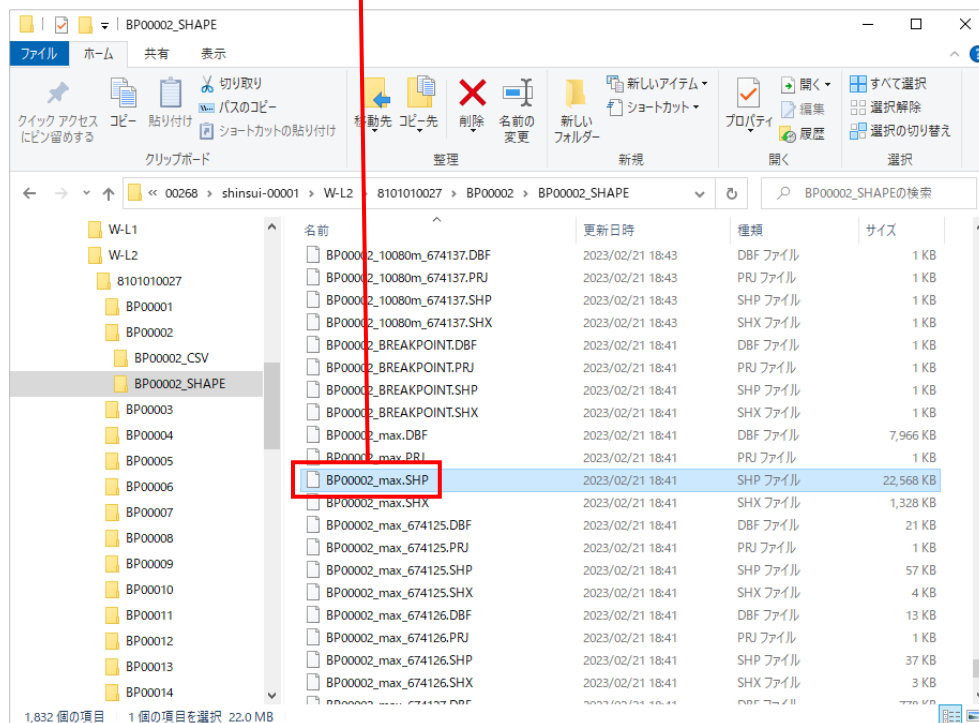 BP00002_SHAPE
ファイル ホーム 共有 表示
クイック アクセス
にピン留めする
コピー
貼り付け
切り取り
パスのコピー
ショートカットの貼り付け
クリップボード
移動先
コピー先
削除
名前の
変更
整理
新しい
フォルダー
新しいアイテム
ショートカット
新規
プロパティ
開く
編集
履歴
開く
すべて選択
選択解除
選択の切り替え
選択
« 00268 › shinsui-00001 › W-L2 › 8101010027 › BP00002 › BP00002_SHAPE
BP00002_SHAPEの検索
W-L1
W-L2
8101010027
BP00001
BP00002
BP00002_CSV
BP00002_SHAPE
BP00003
BP00004
BP00005
BP00006
BP00007
BP00008
BP00009
BP00010
BP00011
BP00012
BP00013
BP00014
名前 更新日時 種類 サイズ
BP00002_10080m_674137.DBF 2023/02/21 18:43 DBF ファイル 1 KB
BP00002_10080m_674137.PRJ 2023/02/21 18:43 PRJ ファイル 1 KB
BP00002_10080m_674137.SHP 2023/02/21 18:43 SHP ファイル 1 KB
BP00002_10080m_674137.SHX 2023/02/21 18:43 SHX ファイル 1 KB
BP00002_BREAKPOINT.DBF 2023/02/21 18:41 DBF ファイル 1 KB
BP00002_BREAKPOINT.PRJ 2023/02/21 18:41 PRJ ファイル 1 KB
BP00002_BREAKPOINT.SHP 2023/02/21 18:41 SHP ファイル 1 KB
BP00002_BREAKPOINT.SHX 2023/02/21 18:41 SHX ファイル 1 KB
BP00002_max.DBF 2023/02/21 18:41 DBF ファイル 7,966 KB
BP00002_max.PRJ 2023/02/21 18:41 PRJ ファイル 1 KB
BP00002_max.SHP 2023/02/21 18:41 SHP ファイル 22,568 KB
BP00002_max.SHX 2023/02/21 18:41 SHX ファイル 1,328 KB
BP00002_max_674125.DBF 2023/02/21 18:41 DBF ファイル 21 KB
BP00002_max_674125.PRJ 2023/02/21 18:41 PRJ ファイル 1 KB
BP00002_max_674125.SHP 2023/02/21 18:41 SHP ファイル 57 KB
BP00002_max_674125.SHX 2023/02/21 18:41 SHX ファイル 4 KB
BP00002_max_674126.DBF 2023/02/21 18:41 DBF ファイル 13 KB
BP00002_max_674126.PRJ 2023/02/21 18:41 PRJ ファイル 1 KB
BP00002_max_674126.SHP 2023/02/21 18:41 SHP ファイル 37 KB
BP00002_max_674126.SHX 2023/02/21 18:41 SHX ファイル 3 KB
1,832 個の項目 1 個の項目を選択 22.0 MB